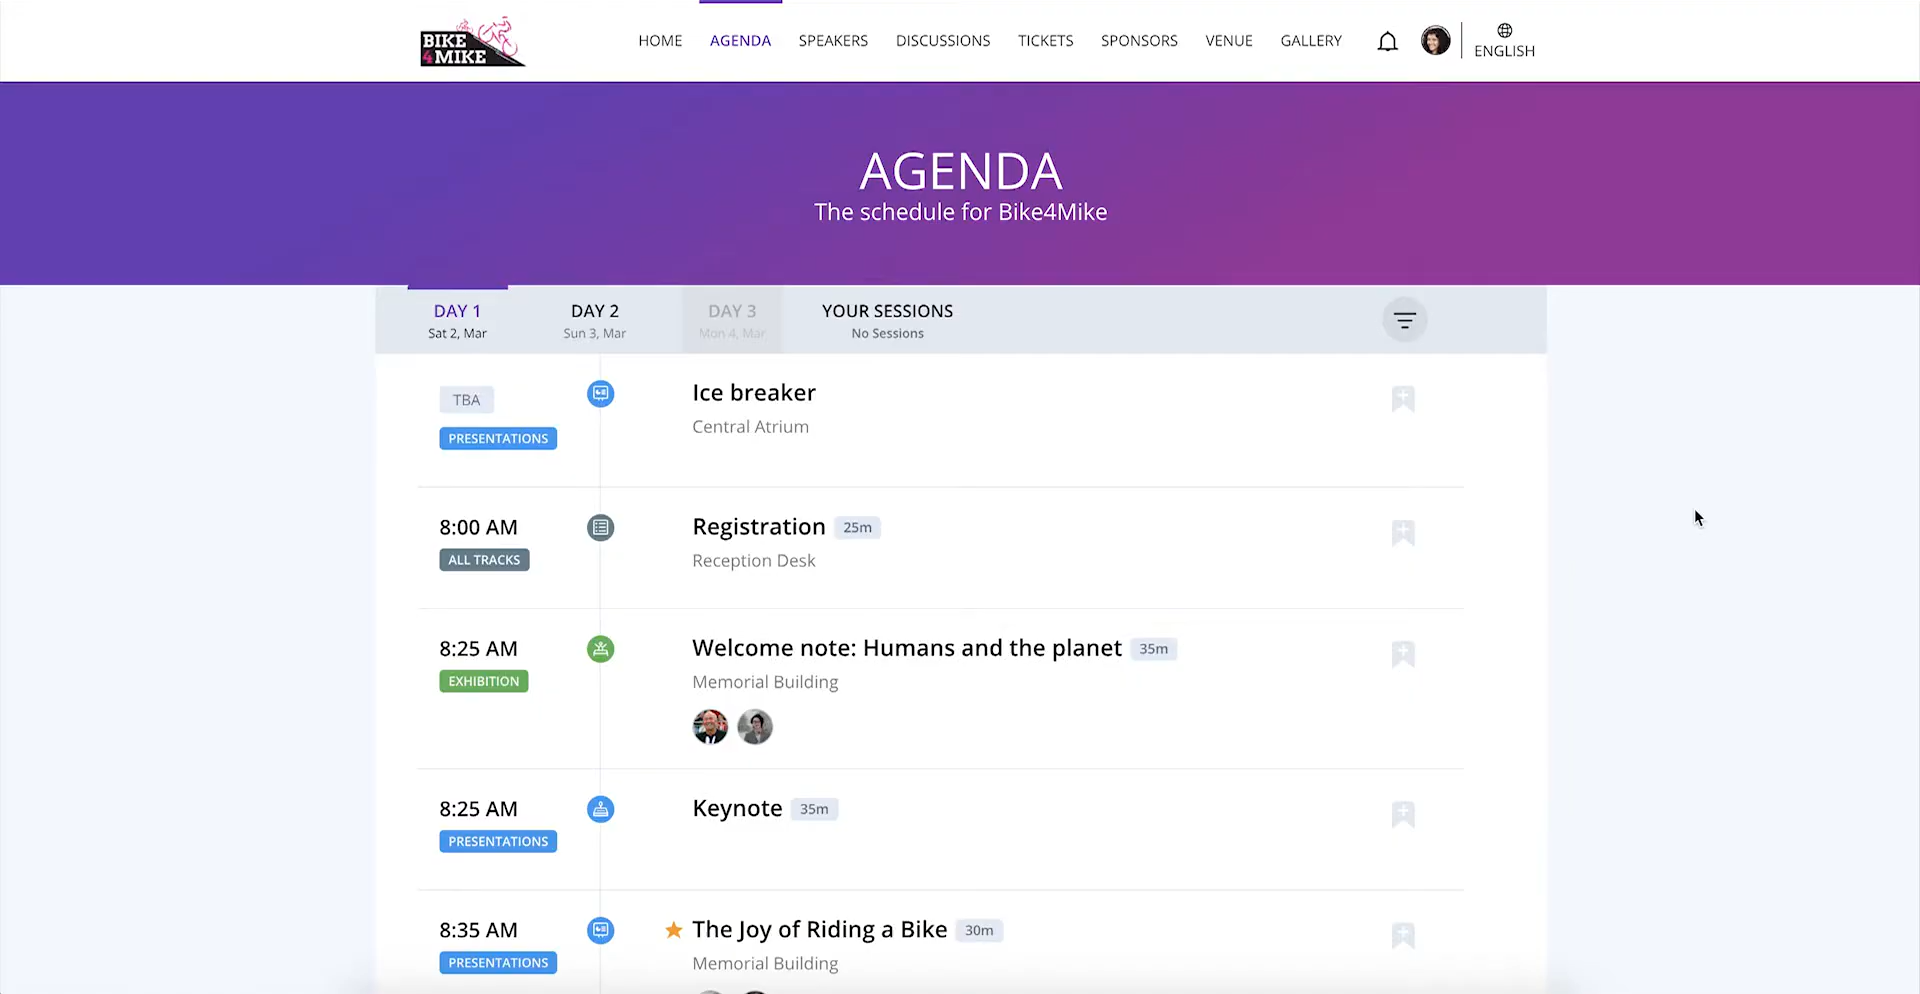 BIKE
4MIKE
HOME
AGENDA
SPEAKERS
DISCUSSIONS
TICKETS
SPONSORS
VENUE
GALLERY
ENGLISH
AGENDA
The schedule for Bike4Mike
DAY 1
Sat 2, Mar
DAY 2
Sun 3, Mar
DAY 3
Mon 4, Mar
YOUR SESSIONS
No Sessions
TBA
PRESENTATIONS
Ice breaker
Central Atrium
8:00 AM
ALL TRACKS
Registration 25m
Reception Desk
8:25 AM
EXHIBITION
Welcome note: Humans and the planet 35m
Memorial Building
8:25 AM
PRESENTATIONS
Keynote 35m
8:35 AM
PRESENTATIONS
The Joy of Riding a Bike 30m
Memorial Building